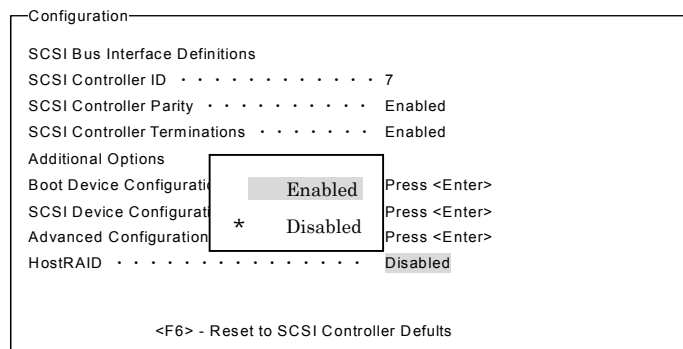 Configuration
SCSI Bus Interface Definitions
SCSI Controller ID ・ ・ ・ ・ ・ ・ ・ ・ ・ ・ ・ ・ 7
SCSI Controller Parity ・ ・ ・ ・ ・ ・ ・ ・ ・ ・ Enabled
SCSI Controller Terminations ・ ・ ・ ・ ・ ・ ・ Enabled
Additional Options
Boot Device Configurati Press <Enter>
SCSI Device Configurati Press <Enter>
Advanced Configuration Press <Enter>
HostRAID ・ ・ ・ ・ ・ ・ ・ ・ ・ ・ ・ ・ ・ ・ ・ Disabled
Enabled
* Disabled
<F6> - Reset to SCSI Controller Defults